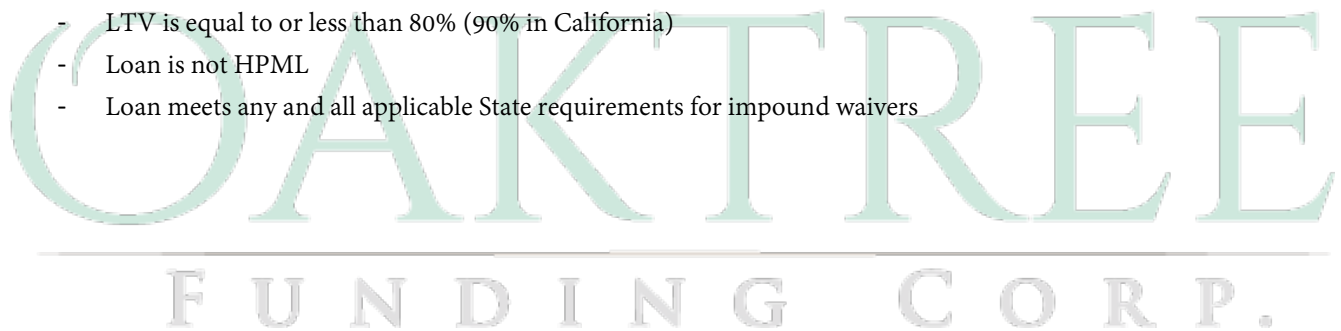 - LTV is equal to or less than 80% (90% in California)
- Loan is not HPML
- Loan meets any and all applicable State requirements for impound waivers
OAKTREE
FUNDING CORP.